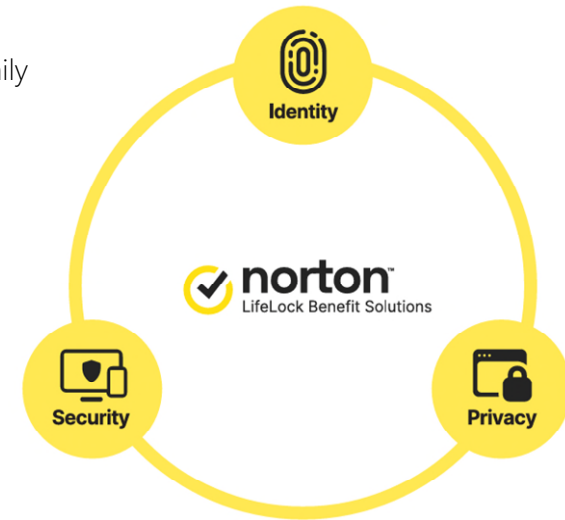 ily
Identity
norton™
LifeLock Benefit Solutions
Security
Privacy